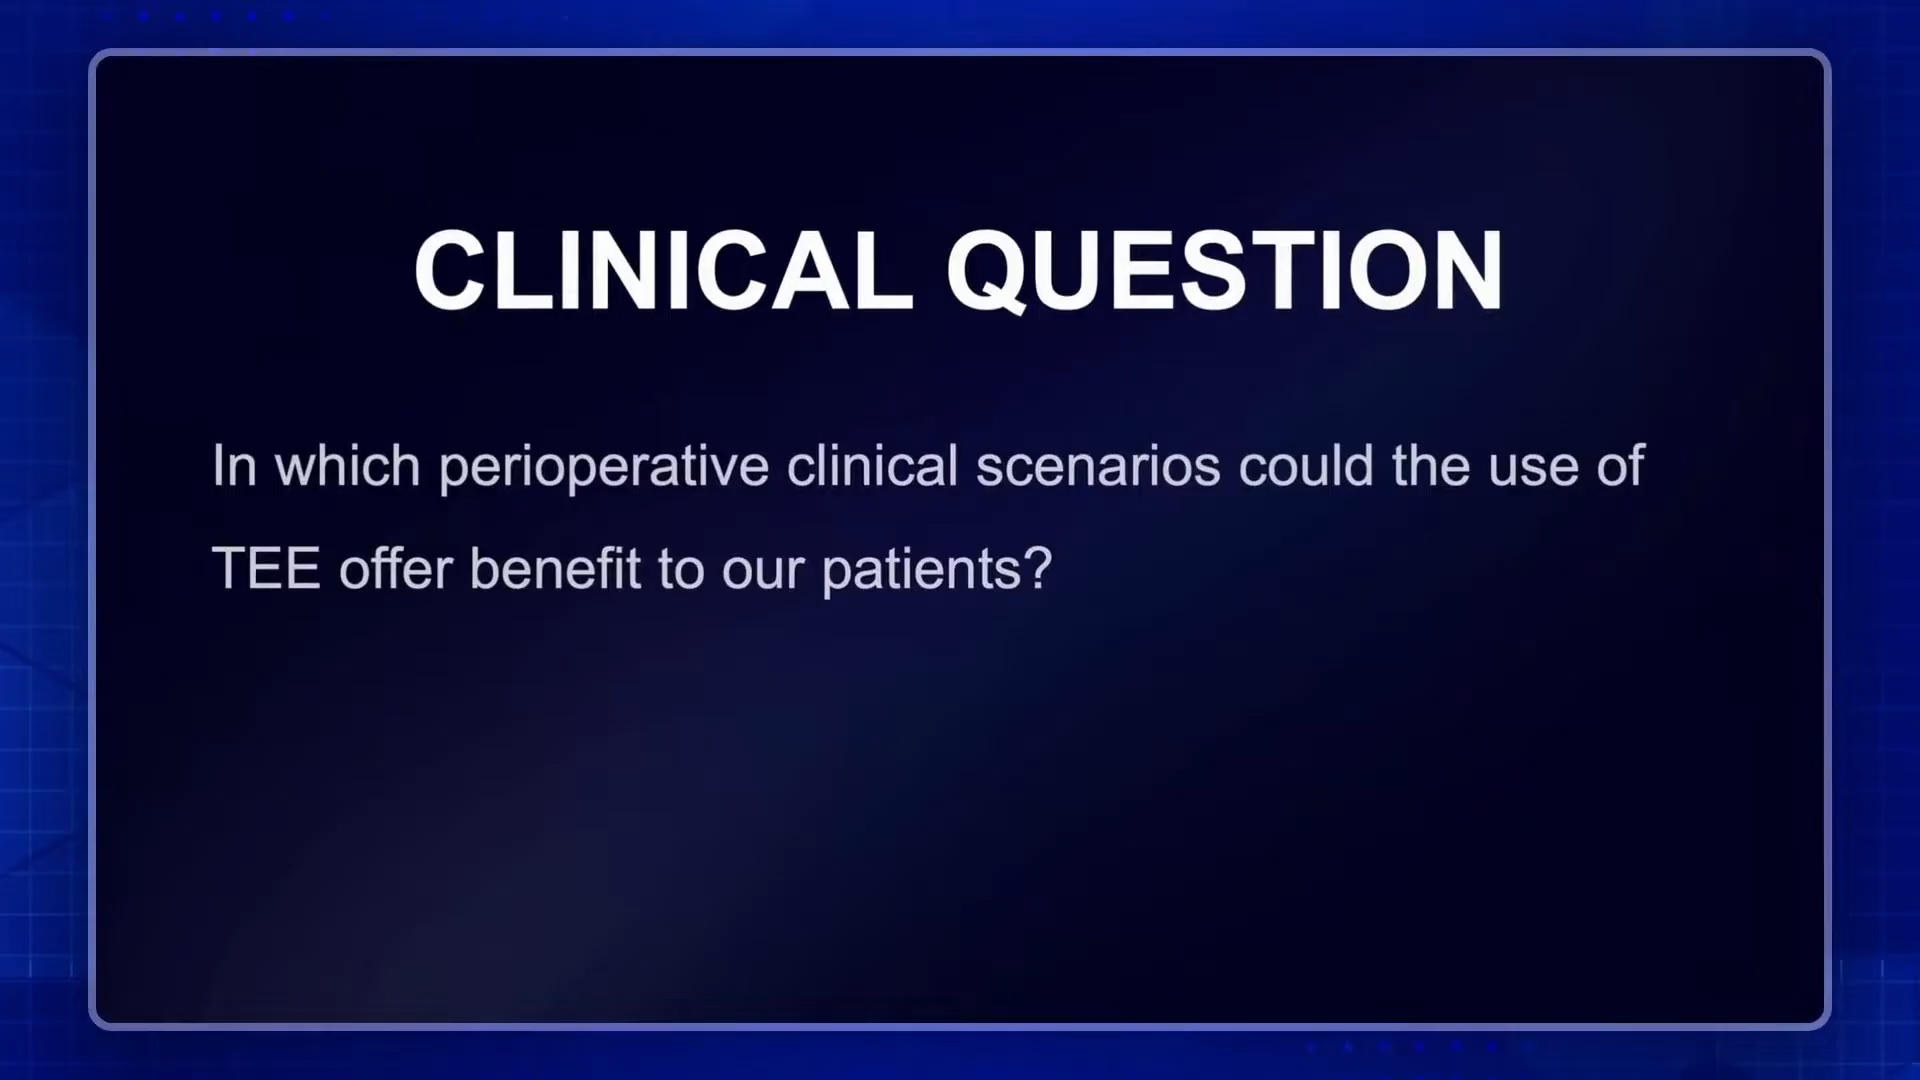 CLINICAL QUESTION
In which perioperative clinical scenarios could the use of
TEE offer benefit to our patients?